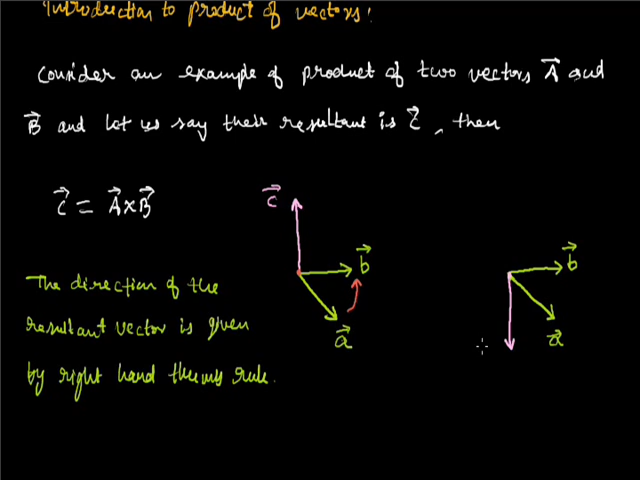 Introduction to product of vectors:
Consider an example of product of two vectors A⃗ and
B⃗ and let us say their resultant is C⃗, then
C⃗ = A⃗×B⃗
c⃗
b⃗
a⃗
b⃗
a⃗
The direction of the
resultant vector is given
by right hand thumb rule.